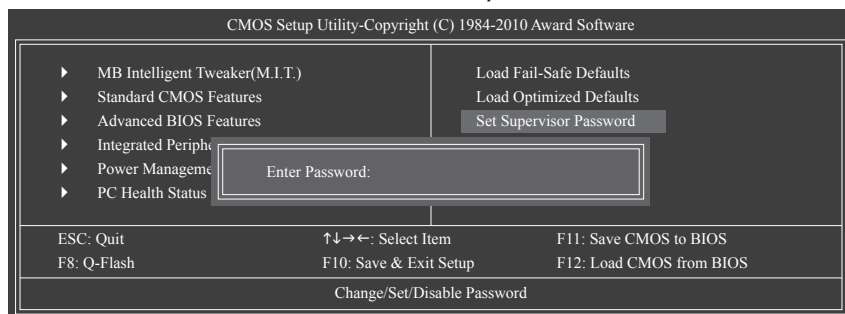 CMOS Setup Utility-Copyright (C) 1984-2010 Award Software
MB Intelligent Tweaker(M.I.T.)
Standard CMOS Features
Advanced BIOS Features
Integrated
Power
PC Health Status
Load Fail-Safe Defaults
Load Optimized Defaults
Set Supervisor Password
Enter Password:
ESC: Quit
↑↓→←: Select Item
F11: Save CMOS to BIOS
F8: Q-Flash
F10: Save & Exit Setup
F12: Load CMOS from BIOS
Change/Set/Disable Password